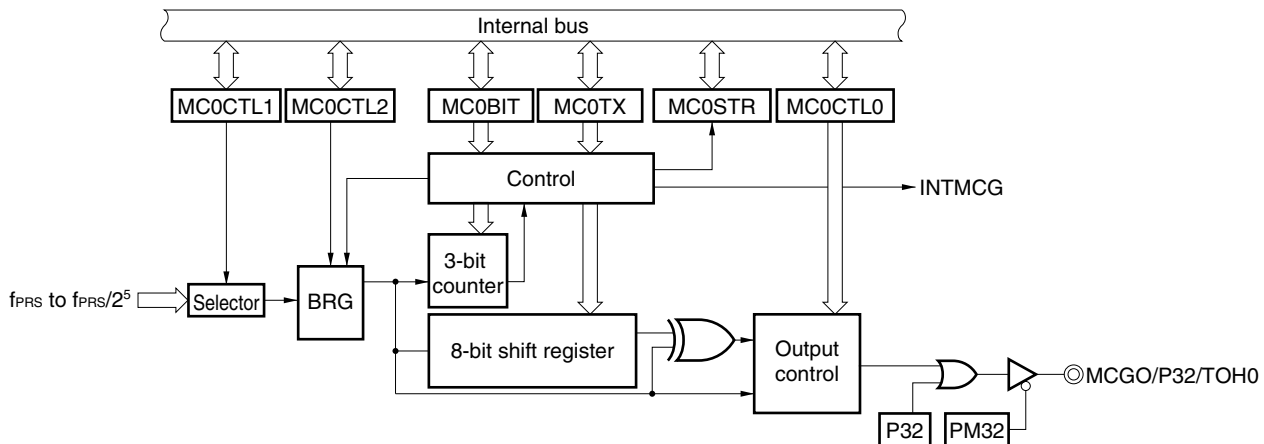 Internal bus
MC0CTL1 MC0CTL2 MC0BIT MC0TX MC0STR MC0CTL0
Control
INTMCG
3-bit
counter
fPRS to fPRS/2⁵
Selector
BRG
8-bit shift register
Output
control
MCGO/P32/TOH0
P32
PM32